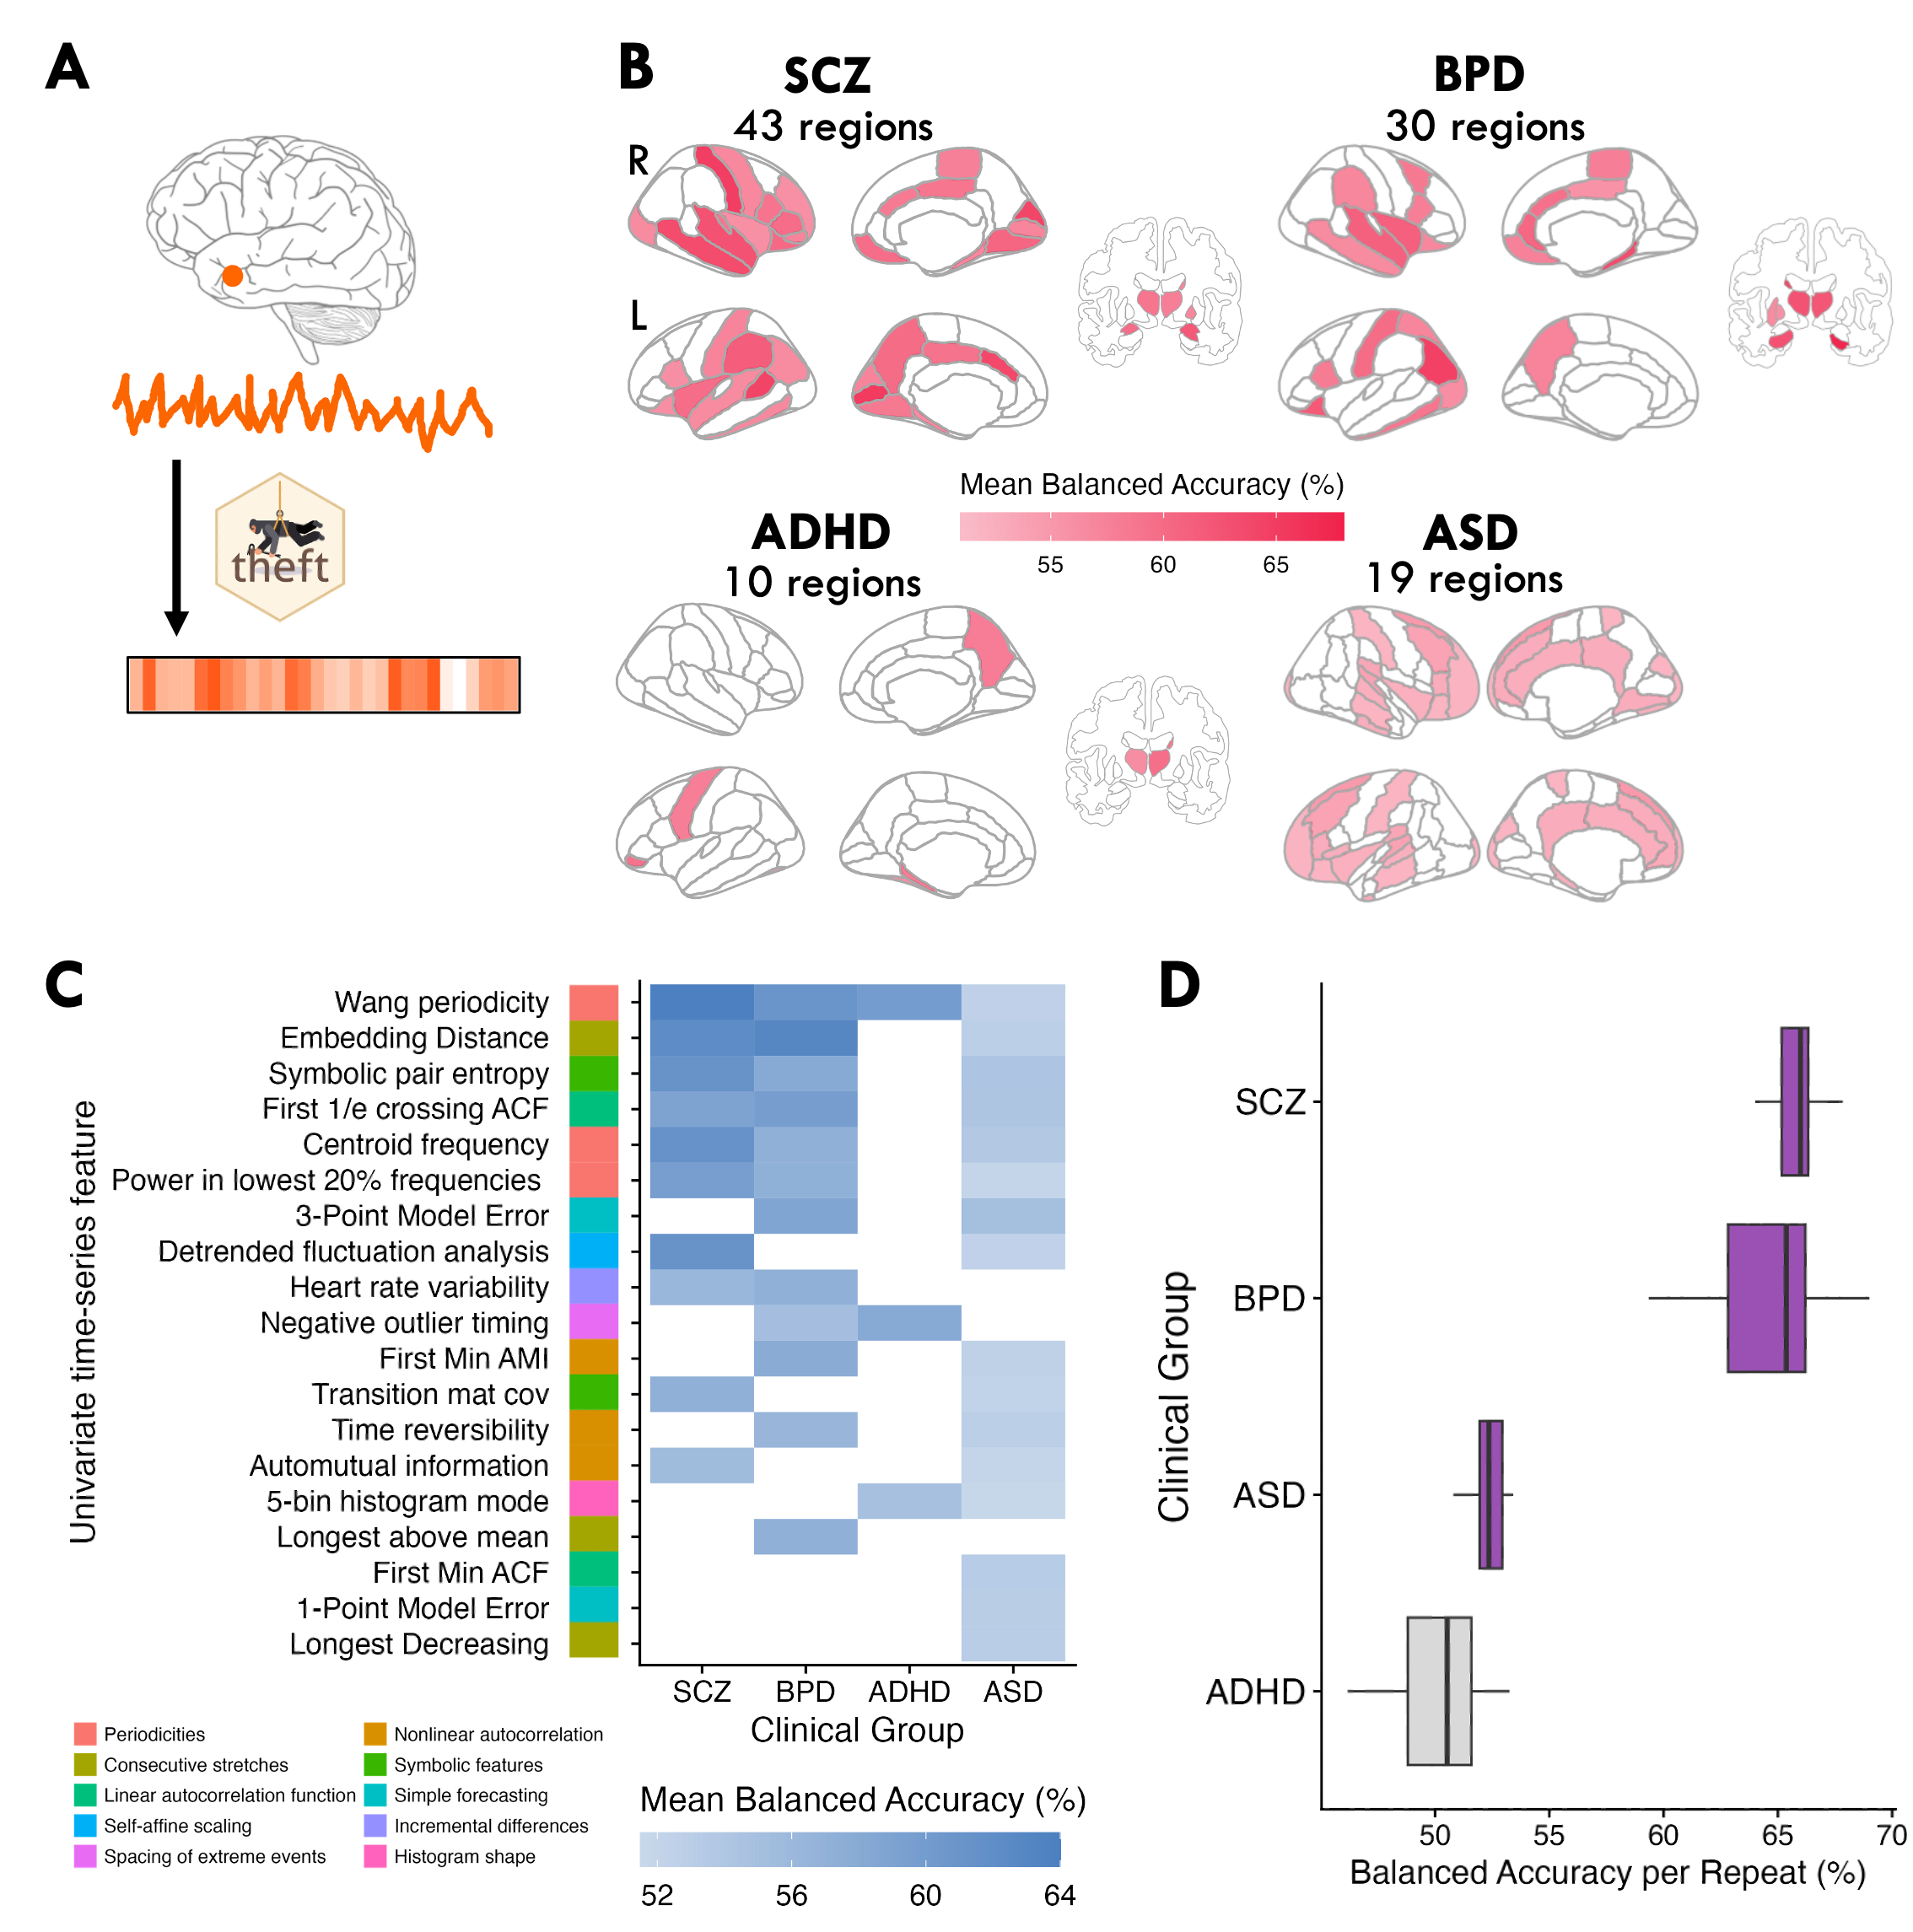 A
theft
B
SCZ
43 regions
R
L
BPD
30 regions
Mean Balanced Accuracy (%)
55 60 65
ADHD
10 regions
ASD
19 regions
C
Univariate time-series feature
Wang periodicity
Embedding Distance
Symbolic pair entropy
First 1/e crossing ACF
Centroid frequency
Power in lowest 20% frequencies
3-Point Model Error
Detrended fluctuation analysis
Heart rate variability
Negative outlier timing
First Min AMI
Transition mat cov
Time reversibility
Automutual information
5-bin histogram mode
Longest above mean
First Min ACF
1-Point Model Error
Longest Decreasing
SCZ BPD ADHD ASD
Clinical Group
Periodicities
Consecutive stretches
Linear autocorrelation function
Self-affine scaling
Spacing of extreme events
Nonlinear autocorrelation
Symbolic features
Simple forecasting
Incremental differences
Histogram shape
Mean Balanced Accuracy (%)
52 56 60 64
D
Clinical Group
SCZ
BPD
ASD
ADHD
50 55 60 65 70
Balanced Accuracy per Repeat (%)